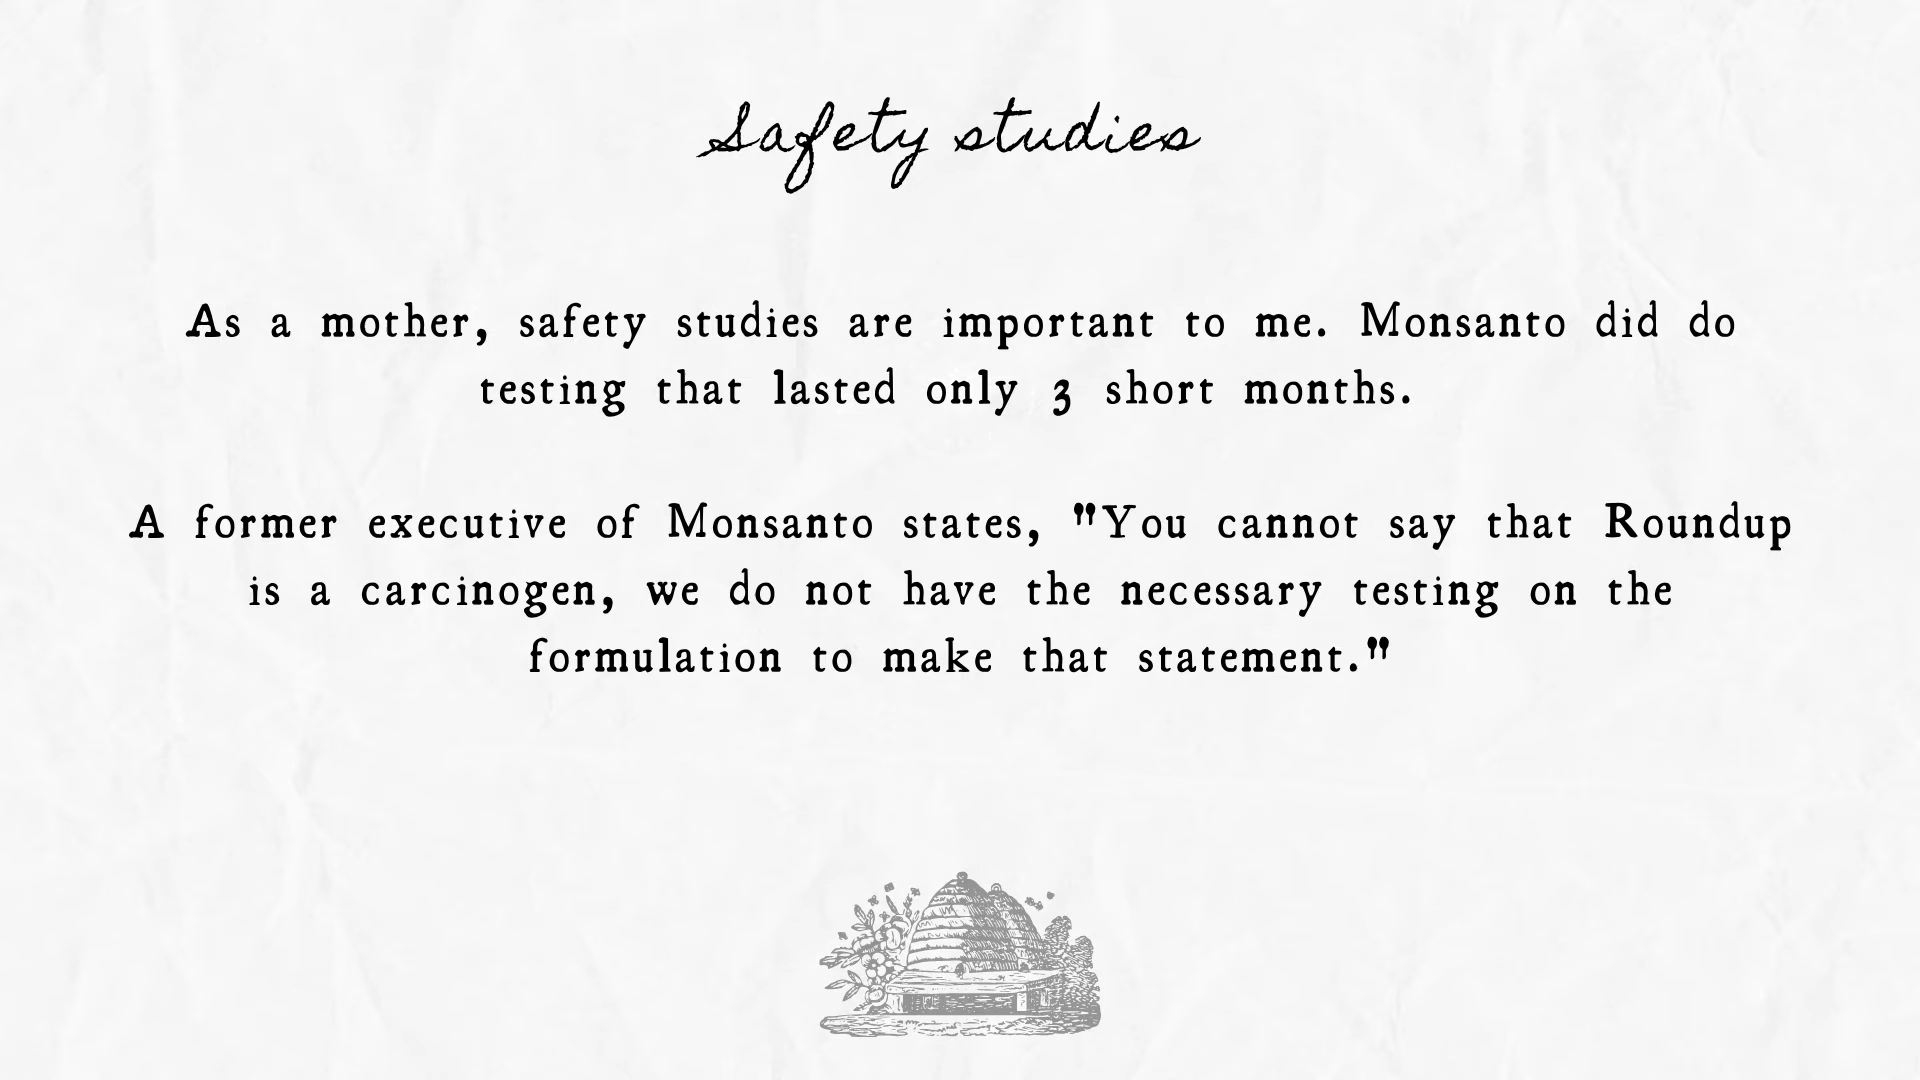 Safety studies
As a mother, safety studies are important to me. Monsanto did do
testing that lasted only 3 short months.
A former executive of Monsanto states, "You cannot say that Roundup
is a carcinogen, we do not have the necessary testing on the
formulation to make that statement."